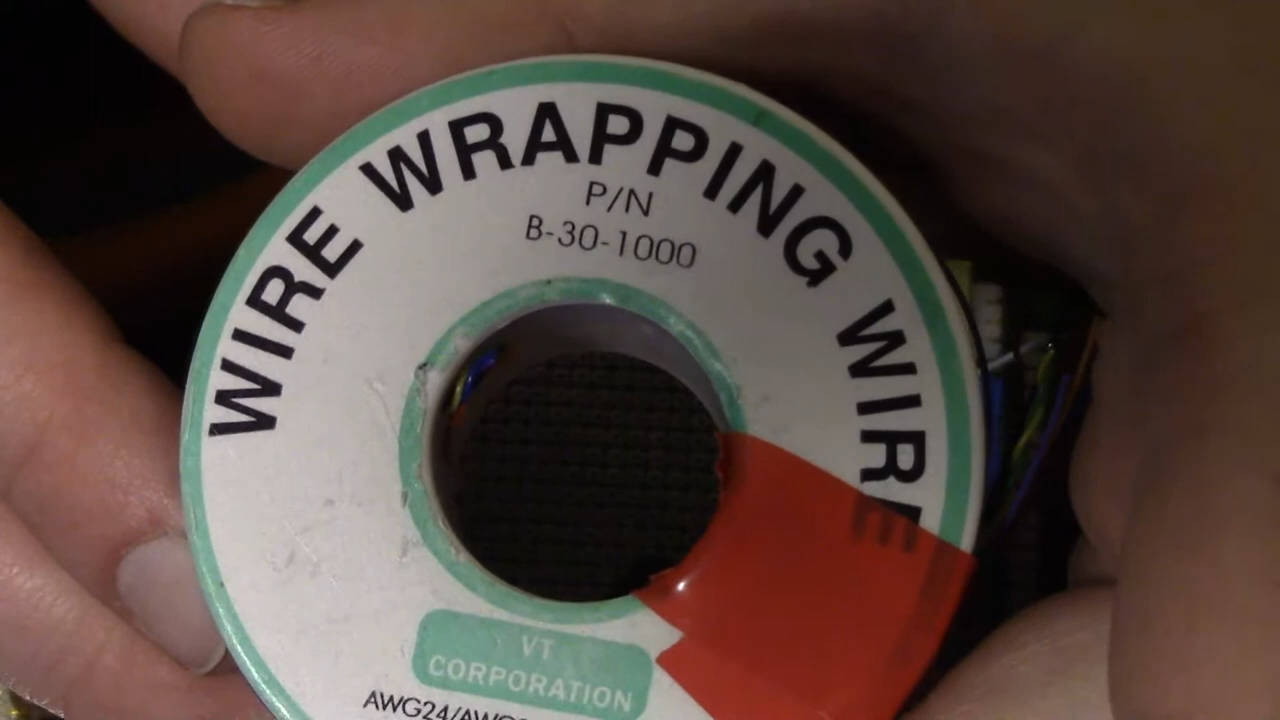 WIRE WRAPPING WIRE
P/N
B-30-1000
VT
CORPORATION